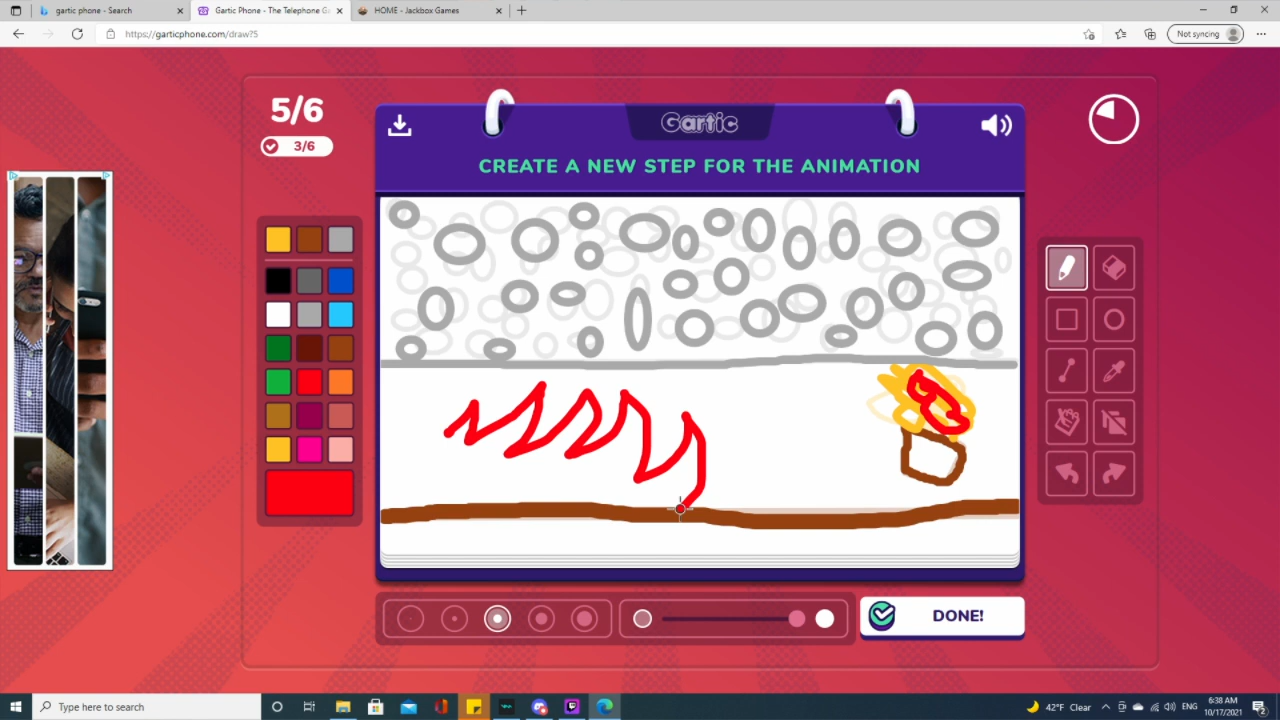 gartic phone - Search
Gartic Phone - The Telephone Ga
HOME - Jackbox Games
https://garticphone.com/draw?5
Not syncing
5/6
3/6
Gartic
CREATE A NEW STEP FOR THE ANIMATION
DONE!
Type here to search
42°F Clear
ENG
6:38 AM
10/17/2021
2